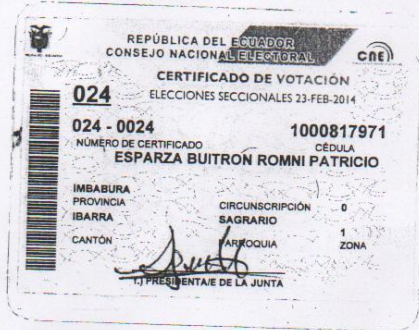 REPÚBLICA DEL ECUADOR
CONSEJO NACIONAL ELECTORAL
CNE
CERTIFICADO DE VOTACIÓN
024
ELECCIONES SECCIONALES 23-FEB-2014
024 - 0024
1000817971
NÚMERO DE CERTIFICADO
CÉDULA
ESPARZA BUITRON ROMNI PATRICIO
IMBABURA
PROVINCIA
CIRCUNSCRIPCIÓN 0
IBARRA
SAGRARIO
1
CANTÓN
PARROQUIA
ZONA
f.) PRESIDENTA/E DE LA JUNTA